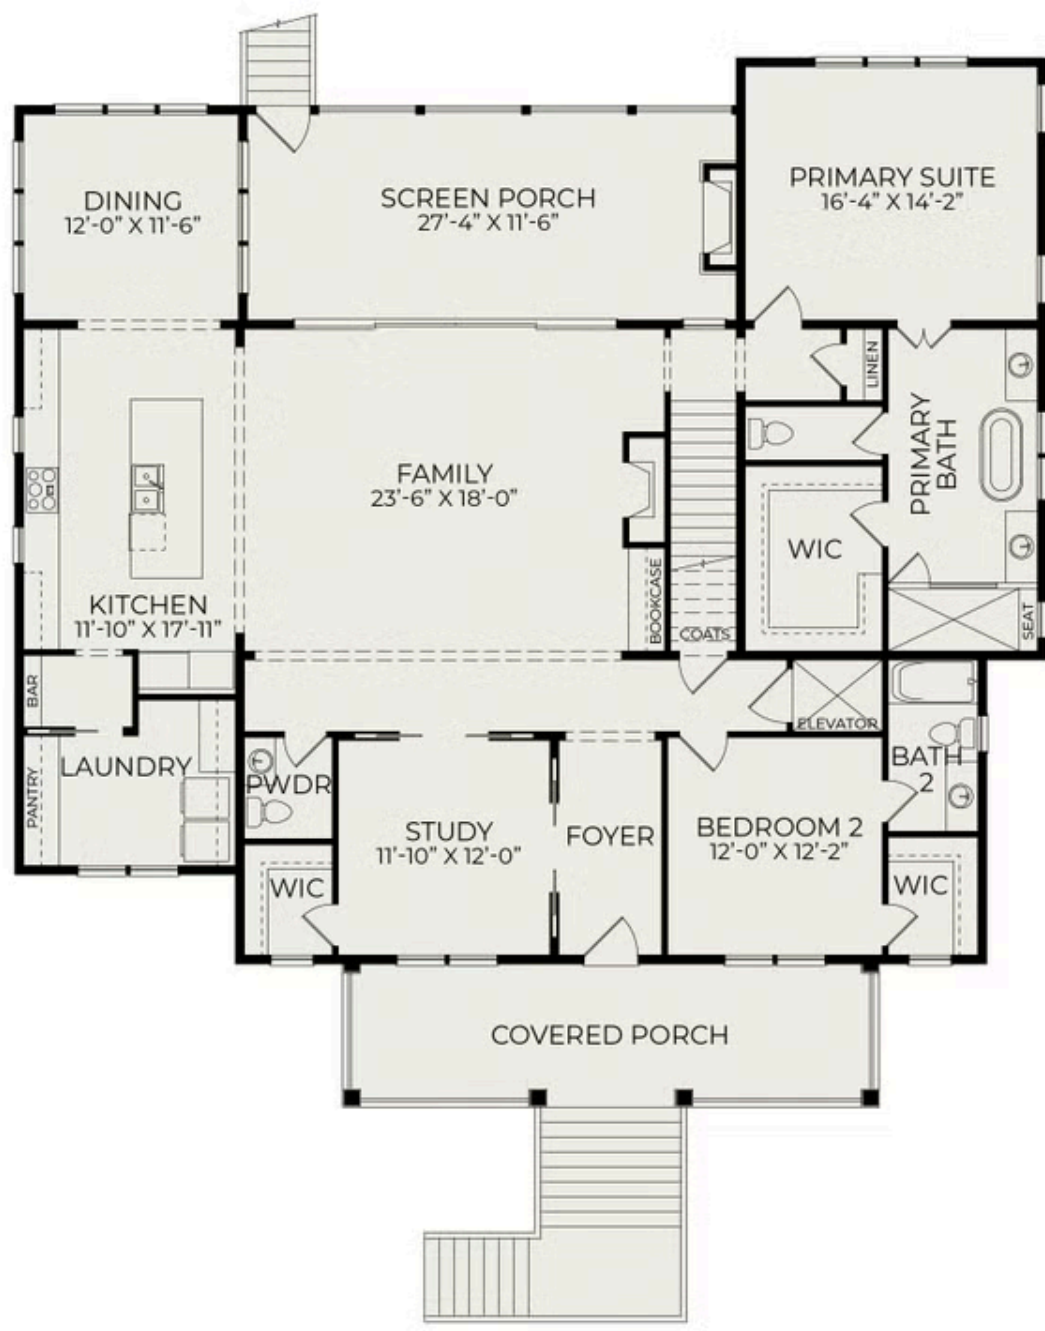 PRIMARY SUITE
16'-4" X 14'-2"
DINING
12'-0" X 11'-6"
SCREEN PORCH
27'-4" X 11'-6"
LINEN
PRIMARY
BATH
FAMILY
23'-6" X 18'-0"
WIC
BOOKCASE
KITCHEN
11'-10" X 17'-11"
COATS
SEAT
BAR
ELEVATOR
LAUNDRY
PANTRY
PWDR
BATH
2
STUDY
11'-10" X 12'-0"
FOYER
BEDROOM 2
12'-0" X 12'-2"
WIC
WIC
COVERED PORCH